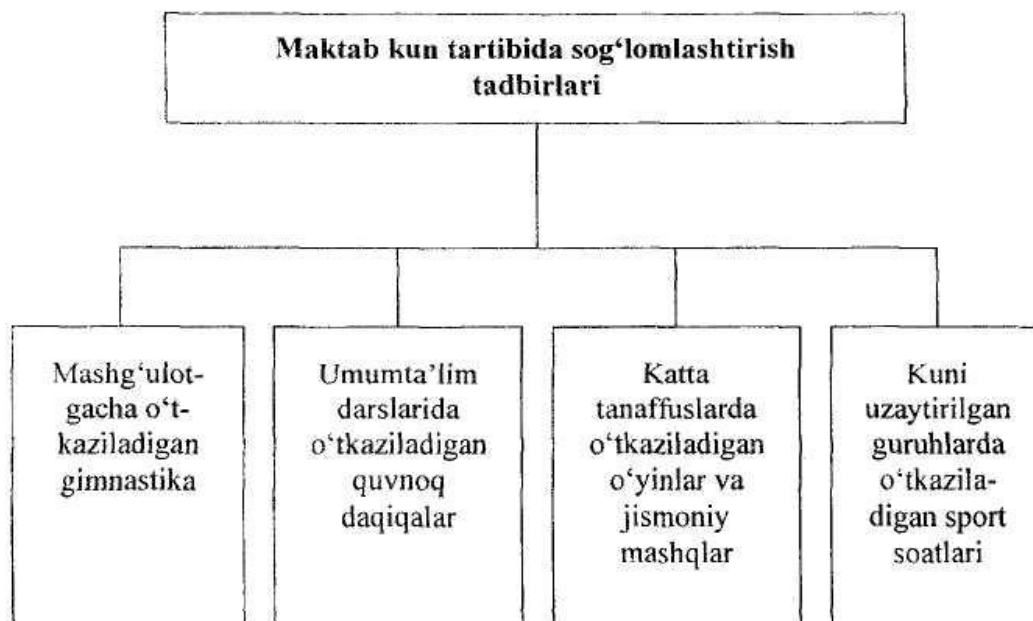 Maktab kun tartibida sog‘lomlashtirish
tadbirlari
Mashg‘ulot-
gacha o‘t-
kaziladigan
gimnastika
Umumta’lim
darslarida
o‘tkaziladigan
quvnoq
daqiqalar
Katta
tanaffuslarda
o‘tkaziladigan
o‘yinlar va
jismoniy
mashqlar
Kuni
uzaytirilgan
guruhlarda
o‘tkazila-
digan sport
soatlari